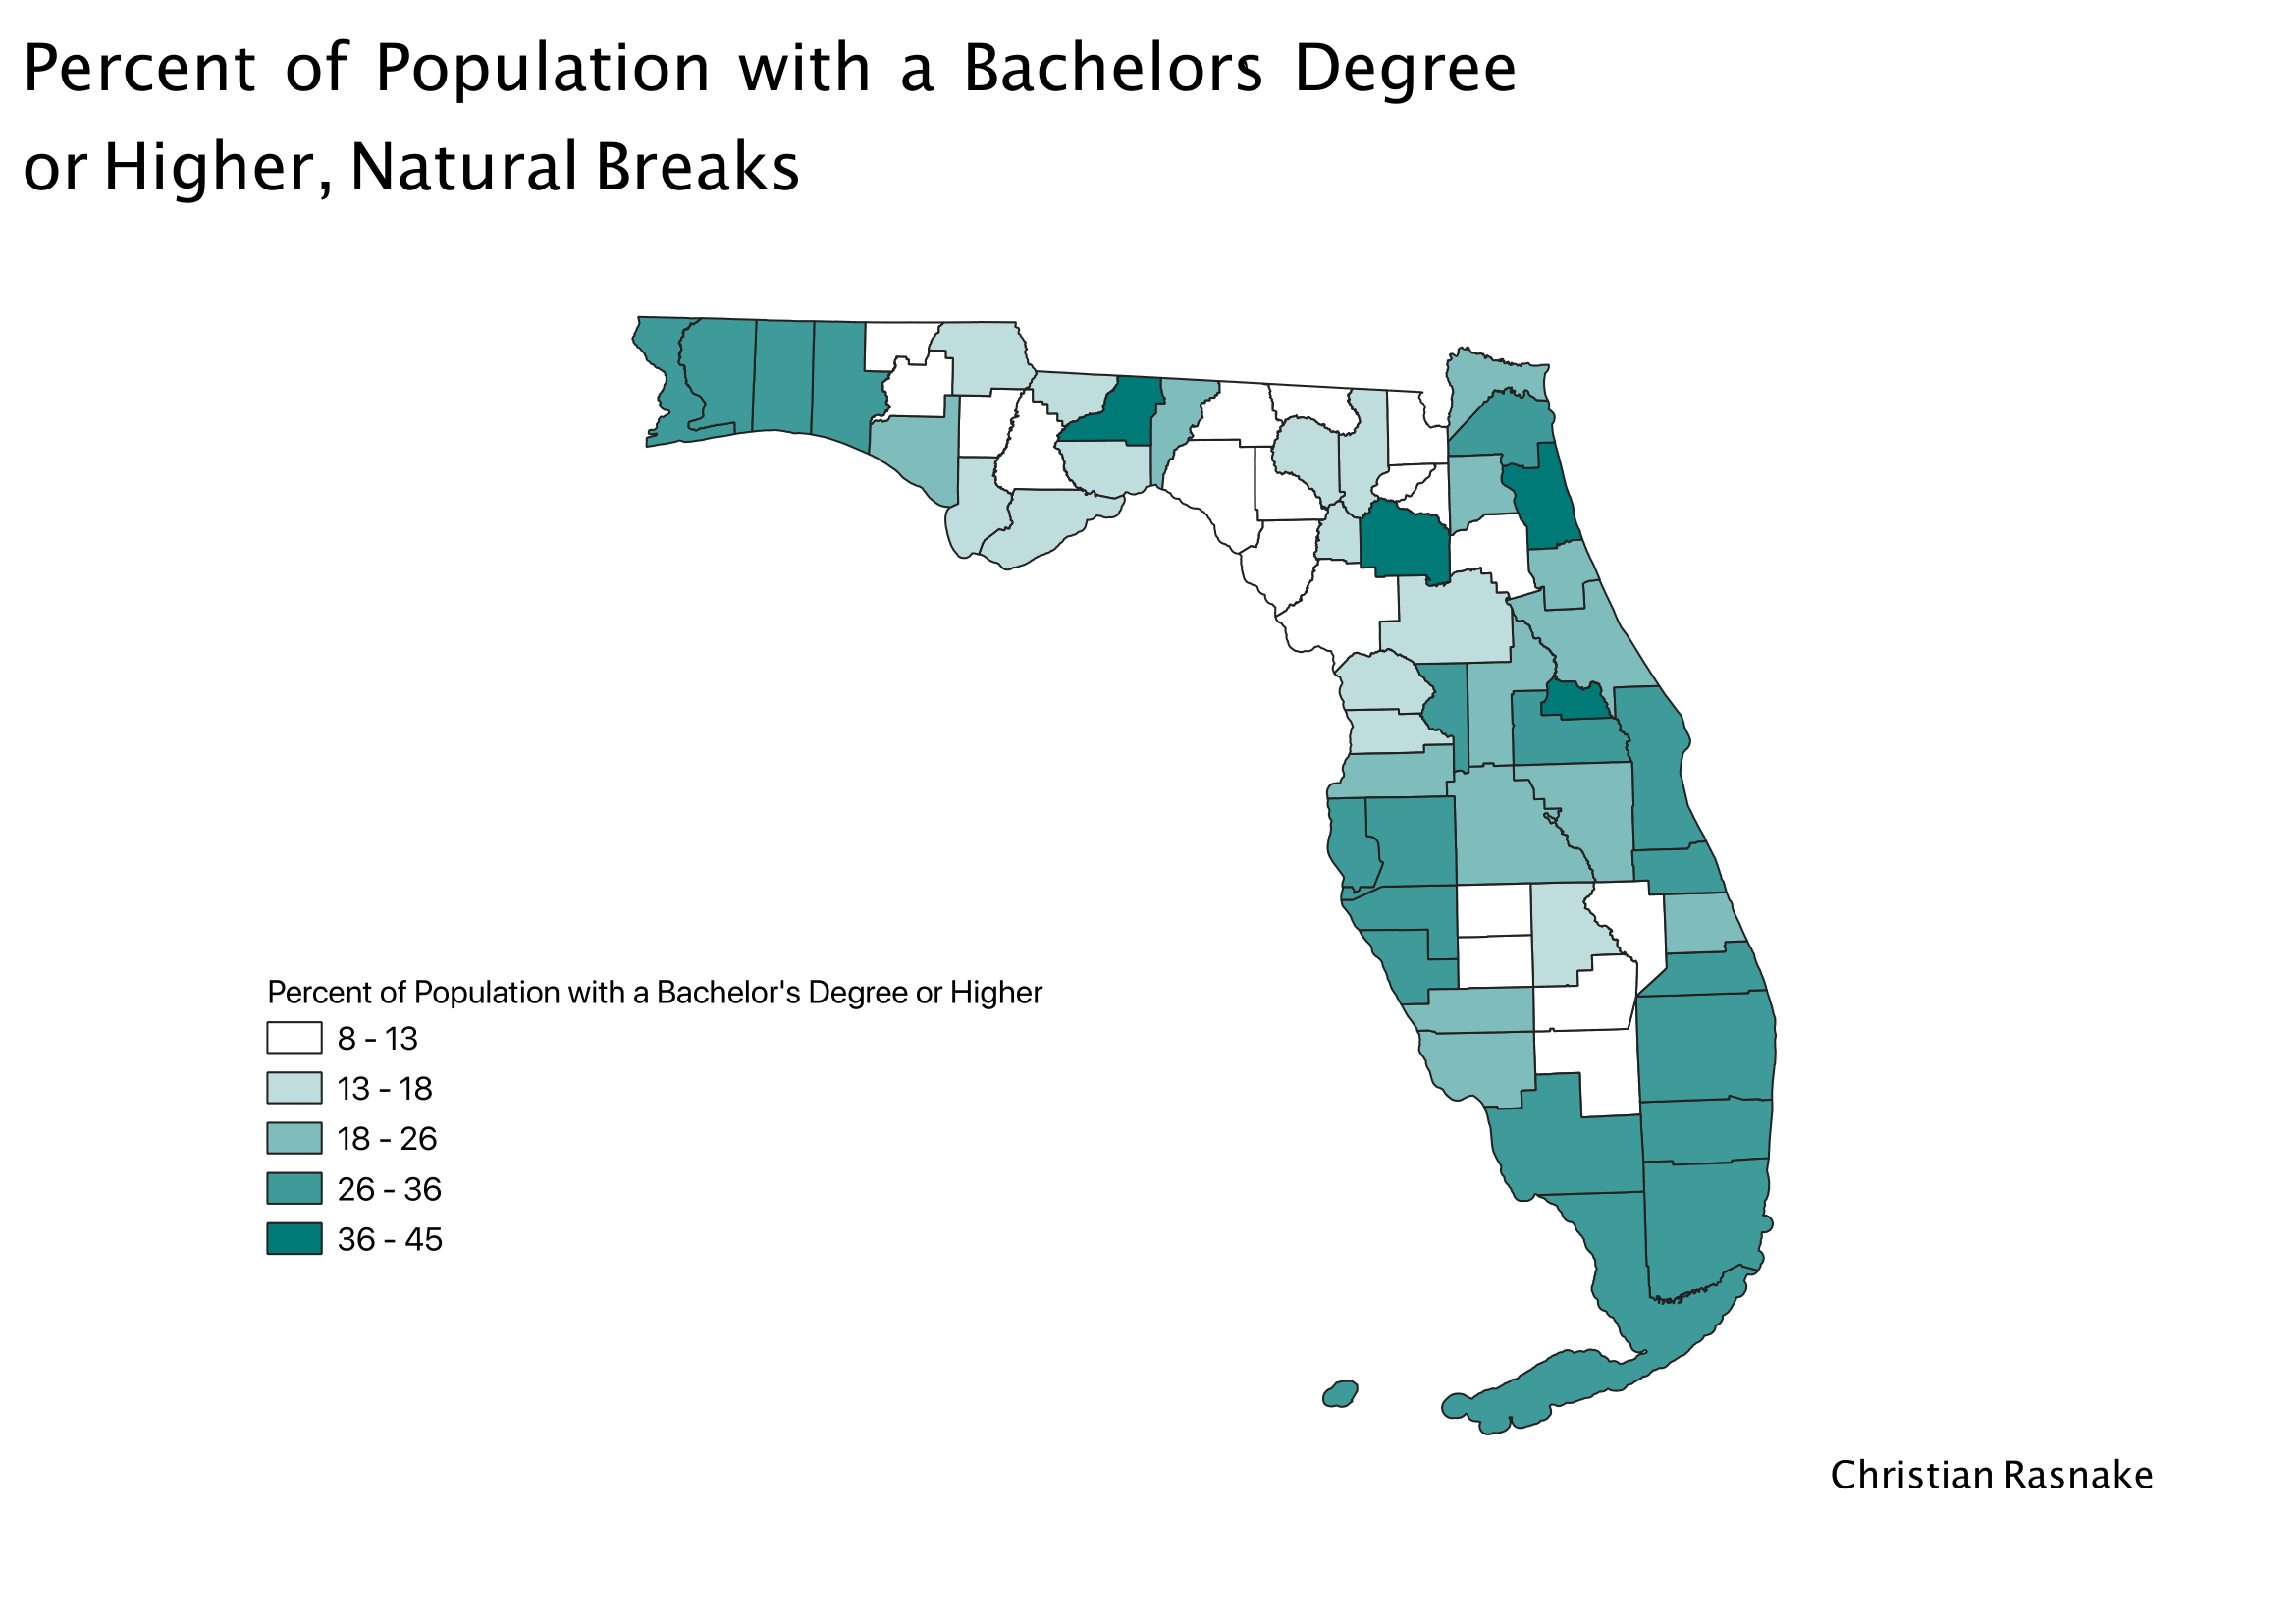 Percent of Population with a Bachelors Degree
or Higher, Natural Breaks
Percent of Population with a Bachelor's Degree or Higher
8 - 13
13 - 18
18 - 26
26 - 36
36 - 45
Christian Rasnake